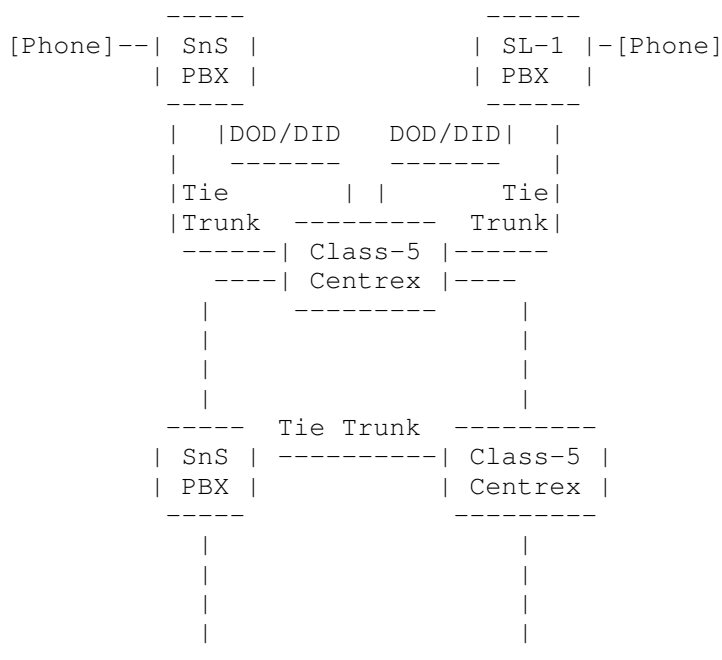 [Phone]--| SnS | | SL-1 |-[Phone]
| PBX | | PBX |
| |DOD/DID DOD/DID| |
|Tie | | Tie|
|Trunk --------- Trunk|
------| Class-5 |------
----| Centrex |----
----- Tie Trunk ---------
| SnS | ----------| Class-5 |
| PBX | | Centrex |